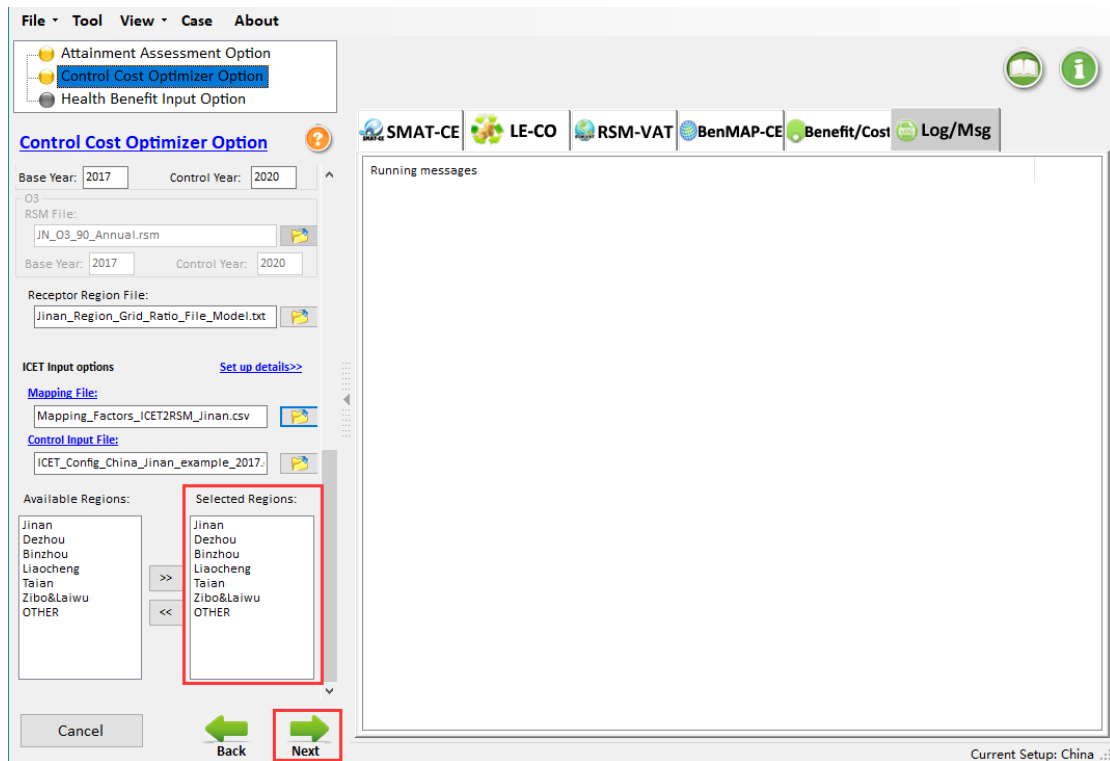 File Tool View Case About
Attainment Assessment Option
Control Cost Optimizer Option
Health Benefit Input Option
Control Cost Optimizer Option
?
Base Year: 2017 Control Year: 2020
O3
RSM File:
JN_O3_90_Annual.rsm
Base Year: 2017 Control Year: 2020
Receptor Region File:
Jinan_Region_Grid_Ratio_File_Model.txt
ICET Input options Set up details>>
Mapping File:
Mapping_Factors_ICET2RSM_Jinan.csv
Control Input File:
ICET_Config_China_Jinan_example_2017.
Available Regions:
Jinan
Dezhou
Binzhou
Liaocheng
Taian
Zibo&Laiwu
OTHER
>>
<<
Selected Regions:
Jinan
Dezhou
Binzhou
Liaocheng
Taian
Zibo&Laiwu
OTHER
Cancel
Back
Next
i
SMAT-CE LE-CO RSM-VAT BenMAP-CE Benefit/Cost Log/Msg
Running messages
Current Setup: China